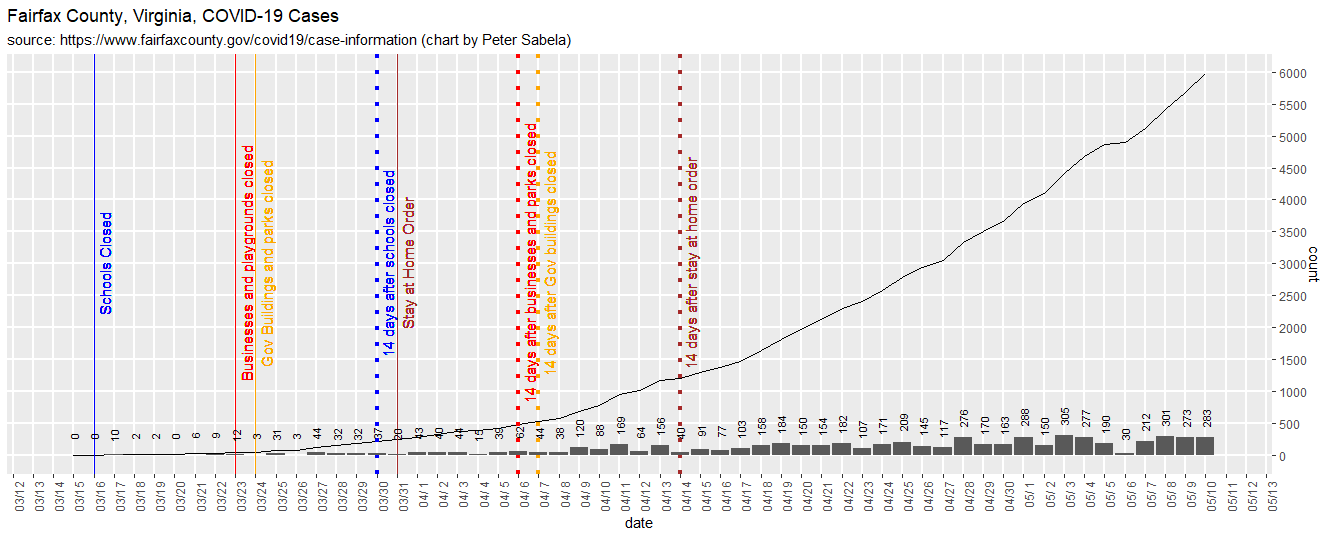 Fairfax County, Virginia, COVID-19 Cases
source: https://www.fairfaxcounty.gov/covid19/case-information (chart by Peter Sabela)
Schools Closed
Businesses and playgrounds closed
Gov Buildings and parks closed
14 days after schools closed
Stay at Home Order
14 days after businesses and parks closed
14 days after Gov buildings closed
14 days after stay at home order
6000
5500
5000
4500
4000
3500
3000
2500
2000
1500
1000
500
0
count
0 0 10 2 2 0 6 9 12 3 31 3 44 32 32 37 20 43 40 44 15 39 62 44 38 120 88 169 64 156 40 91 77 103 158 184 150 154 182 107 171 209 145 117 276 170 163 288 150 305 277 190 30 212 301 273 283
03/12 03/13 03/14 03/15 03/16 03/17 03/18 03/19 03/20 03/21 03/22 03/23 03/24 03/25 03/26 03/27 03/28 03/29 03/30 03/31 04/ 1 04/ 2 04/ 3 04/ 4 04/ 5 04/ 6 04/ 7 04/ 8 04/ 9 04/10 04/11 04/12 04/13 04/14 04/15 04/16 04/17 04/18 04/19 04/20 04/21 04/22 04/23 04/24 04/25 04/26 04/27 04/28 04/29 04/30 05/ 1 05/ 2 05/ 3 05/ 4 05/ 5 05/ 6 05/ 7 05/ 8 05/ 9 05/10 05/11 05/12 05/13
date